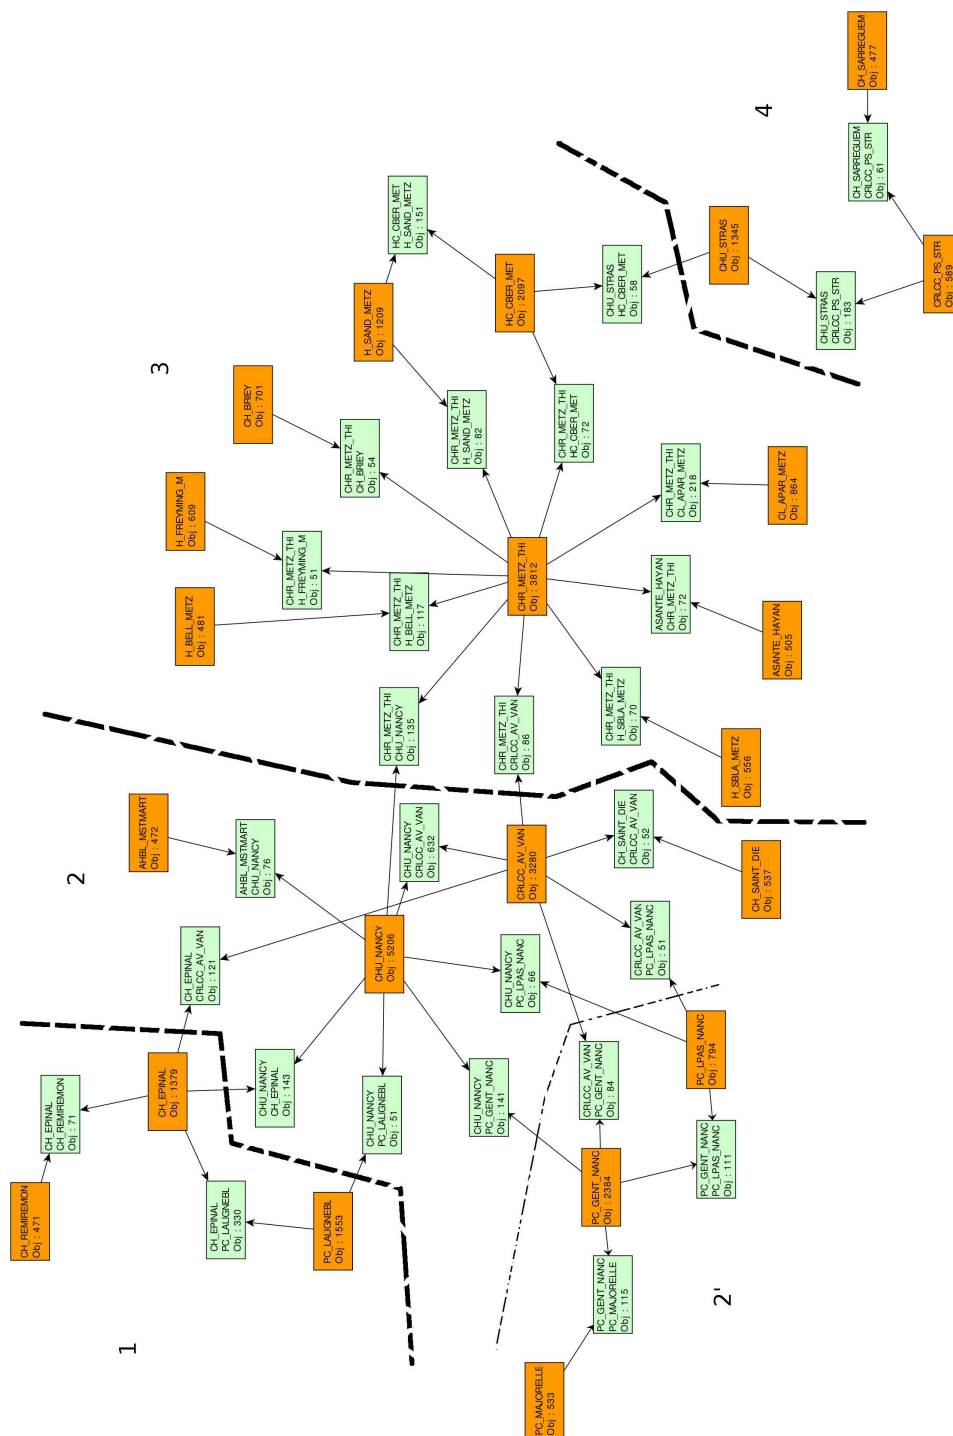 CH_REMIREMON
Obj : 471
CH_EPINAL
CH_REMIREMON
Obj : 71
1
2
3
4
CH_EPINAL
Obj : 1379
CH_EPINAL
PC_LALIGNEBL
Obj : 330
CH_EPINAL
CRLCC_AV_VAN
Obj : 121
AHBL_MSTMART
Obj : 472
H_BELL_METZ
Obj : 481
H_FREYMING_M
Obj : 609
CH_BRIEY
Obj : 701
AHBL_MSTMART
CHU_NANCY
Obj : 76
CHU_NANCY
CH_EPINAL
Obj : 143
CHR_METZ_THI
H_FREYMING_M
Obj : 51
PC_LALIGNEBL
Obj : 1553
CHR_METZ_THI
CH_BRIEY
Obj : 54
H_SAND_METZ
Obj : 1209
HC_CBER_MET
H_SAND_METZ
Obj : 151
CHU_NANCY
PC_LALIGNEBL
Obj : 51
CHU_NANCY
Obj : 5206
CHR_METZ_THI
CHU_NANCY
Obj : 135
CHR_METZ_THI
H_BELL_METZ
Obj : 117
CHU_NANCY
CRLCC_AV_VAN
Obj : 632
CHR_METZ_THI
H_SAND_METZ
Obj : 82
CHU_NANCY
PC_GENT_NANC
Obj : 141
CHU_NANCY
PC_LPAS_NANC
Obj : 66
CHR_METZ_THI
CRLCC_AV_VAN
Obj : 86
HC_CBER_MET
Obj : 2097
CRLCC_AV_VAN
Obj : 3280
CHR_METZ_THI
Obj : 3812
PC_MAJORELLE
Obj : 533
CHR_METZ_THI
HC_CBER_MET
Obj : 72
CRLCC_AV_VAN
PC_GENT_NANC
Obj : 84
PC_GENT_NANC
Obj : 2384
PC_GENT_NANC
PC_MAJORELLE
Obj : 115
CH_SAINT_DIE
CRLCC_AV_VAN
Obj : 52
CHR_METZ_THI
H_SBLA_METZ
Obj : 70
CHU_STRAS
HC_CBER_MET
Obj : 58
CRLCC_AV_VAN
PC_LPAS_NANC
Obj : 51
ASANTE_HAYAN
CHR_METZ_THI
Obj : 72
CHR_METZ_THI
CL_APAR_METZ
Obj : 218
PC_LPAS_NANC
Obj : 794
PC_GENT_NANC
PC_LPAS_NANC
Obj : 111
2'
H_SBLA_METZ
Obj : 556
CHU_STRAS
Obj : 1345
CH_SAINT_DIE
Obj : 537
ASANTE_HAYAN
Obj : 505
CL_APAR_METZ
Obj : 864
CHU_STRAS
CRLCC_PS_STR
Obj : 183
CH_SARREGUEM
CRLCC_PS_STR
Obj : 61
CH_SARREGUEM
Obj : 477
CRLCC_PS_STR
Obj : 589